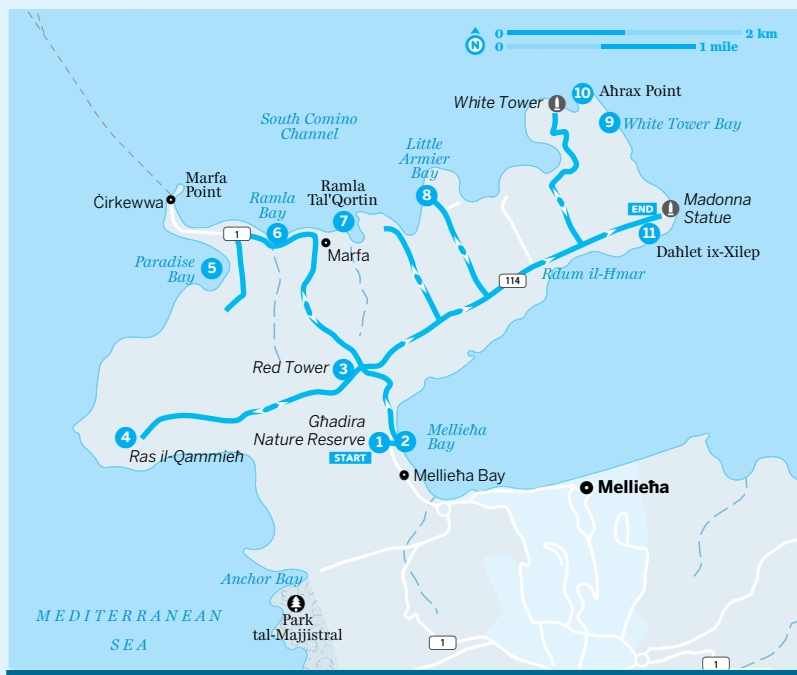 0 2 km
N 0 1 mile
10 Aħrax Point
White Tower
9 White Tower Bay
South Comino
Channel
Little
Armier
Bay
8
Marfa
Point
Ċirkewwa
Ramla
Bay
6
Ramla
Tal'Qortin
7
Madonna
Statue
END
11
Daħlet ix-Xilep
1
Marfa
Paradise
Bay
5
Rdum il-Ħmar
114
Red Tower 3
4
Ras il-Qammieħ
Għadira
Nature Reserve 1 2
START
Mellieħa
Bay
Mellieħa Bay
Mellieħa
Anchor Bay
Park
tal-Majjistral
MEDITERRANEAN
SEA
1
1